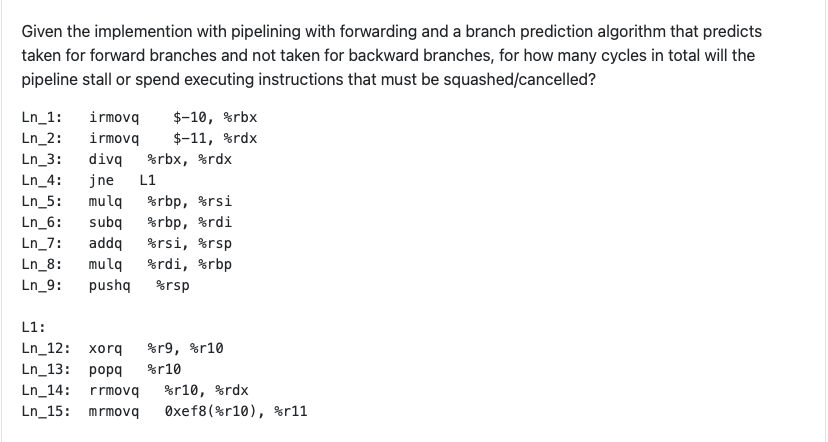 Given the implemention with pipelining with forwarding and a branch prediction algorithm that predicts
taken for forward branches and not taken for backward branches, for how many cycles in total will the
pipeline stall or spend executing instructions that must be squashed/cancelled?
Ln_1: irmovq $-10, %rbx
Ln_2: irmovq $-11, %rdx
Ln_3: divq %rbx, %rdx
Ln_4: jne L1
Ln_5: mulq %rbp, %rsi
Ln_6: subq %rbp, %rdi
Ln_7: addq %rsi, %rsp
Ln_8: mulq %rdi, %rbp
Ln_9: pushq %rsp
L1:
Ln_12: xorq %r9, %r10
Ln_13: popq %r10
Ln_14: rrmovq %r10, %rdx
Ln_15: mrmovq 0xef8(%r10), %r11